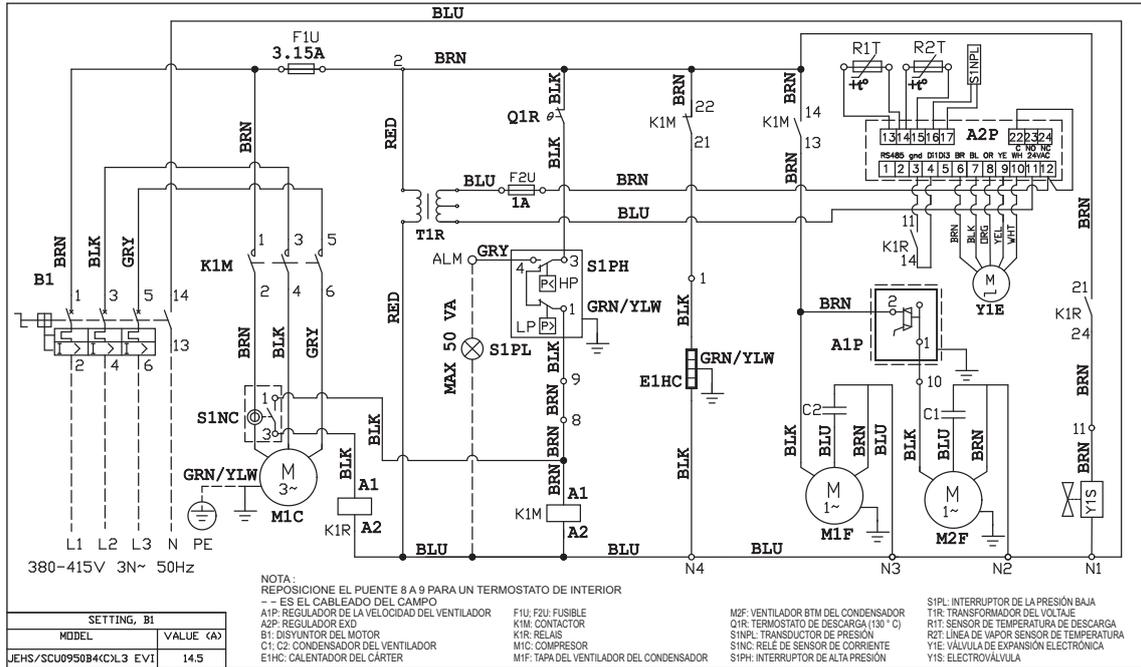 BLU
F1U
3.15A
2
BRN
R1T
R2T
S1NPL
+t°
+t°
BLK
BRN
BRN
Q1R
22
K1M
21
14
K1M
13
13 14 15 16 17
A2P
22 23 24
RS485 gnd Di1 Di3 BR BL OR YE
C NO NC
WH 24VAC
1 2 3 4 5 6 7 8 9 10 11 12
BRN
RED
BLK
BRN
BLU
F2U
1A
BRN
BLU
T1R
BRN
BLK
GRY
K1M
1 3 5
2 4 6
ALM
GRY
4
3
S1PH
HP
1
LP
GRN/YLW
11
K1R
14
BRN
BLK
ORG
YEL
WHT
M
Y1E
BRN
B1
1 3 5 14
13
2 4 6
BRN
BLK
GRY
RED
MAX 50 VA
S1PL
BLK
9
BRN
8
BRN
1
BLK
E1HC
GRN/YLW
BRN
2
A1P
1
10
21
K1R
24
BRN
11
S1NC
1
3
BLK
BLK
GRN/YLW
M
3~
M1C
A1
K1R
A2
BRN
A1
K1M
A2
BLK
BLK
C2
BLU
BRN
BLU
BLK
C1
BLU
BRN
M
1~
M1F
M
1~
M2F
BRN
Y1S
L1 L2 L3 N PE
BLU
BLU
BLU
N4
N3
N2
N1
380-415V 3N~ 50Hz
NOTA :
REPOSICIONE EL PUENTE 8 A 9 PARA UN TERMOSTATO DE INTERIOR
– – ES EL CABLEADO DEL CAMPO
A1P: REGULADOR DE LA VELOCIDAD DEL VENTILADOR
A2P: REGULADOR EXD
B1: DISYUNTOR DEL MOTOR
C1; C2: CONDENSADOR DEL VENTILADOR
E1HC: CALENTADOR DEL CÁRTER
F1U; F2U: FUSIBLE
K1M: CONTACTOR
K1R: RELAIS
M1C: COMPRESOR
M1F: TAPA DEL VENTILADOR DEL CONDENSADOR
M2F: VENTILADOR BTM DEL CONDENSADOR
Q1R: TERMOSTATO DE DESCARGA (130 ° C)
S1NPL: TRANSDUCTOR DE PRESIÓN
S1NC: RELÉ DE SENSOR DE CORRIENTE
S1PH: INTERRUPTOR DE ALTA PRESIÓN
S1PL: INTERRUPTOR DE LA PRESIÓN BAJA
T1R: TRANSFORMADOR DEL VOLTAJE
R1T: SENSOR DE TEMPERATURA DE DESCARGA
R2T: LÍNEA DE VAPOR SENSOR DE TEMPERATURA
Y1E: VÁLVULA DE EXPANSIÓN ELECTRÓNICA
Y1S: ELECTROVÁLVULA
SETTING, B1
MODEL VALUE (A)
JEHS/SCU0950B4(C)L3 EVI 14.5